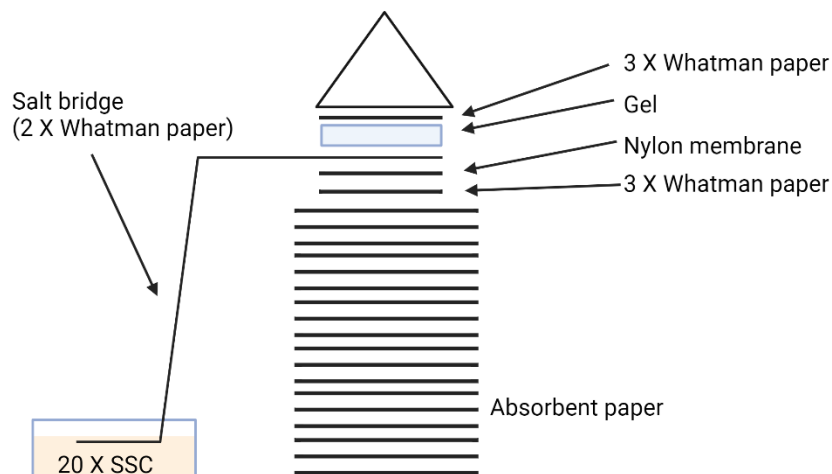 3 X Whatman paper
Salt bridge
(2 X Whatman paper)
Gel
Nylon membrane
3 X Whatman paper
Absorbent paper
20 X SSC